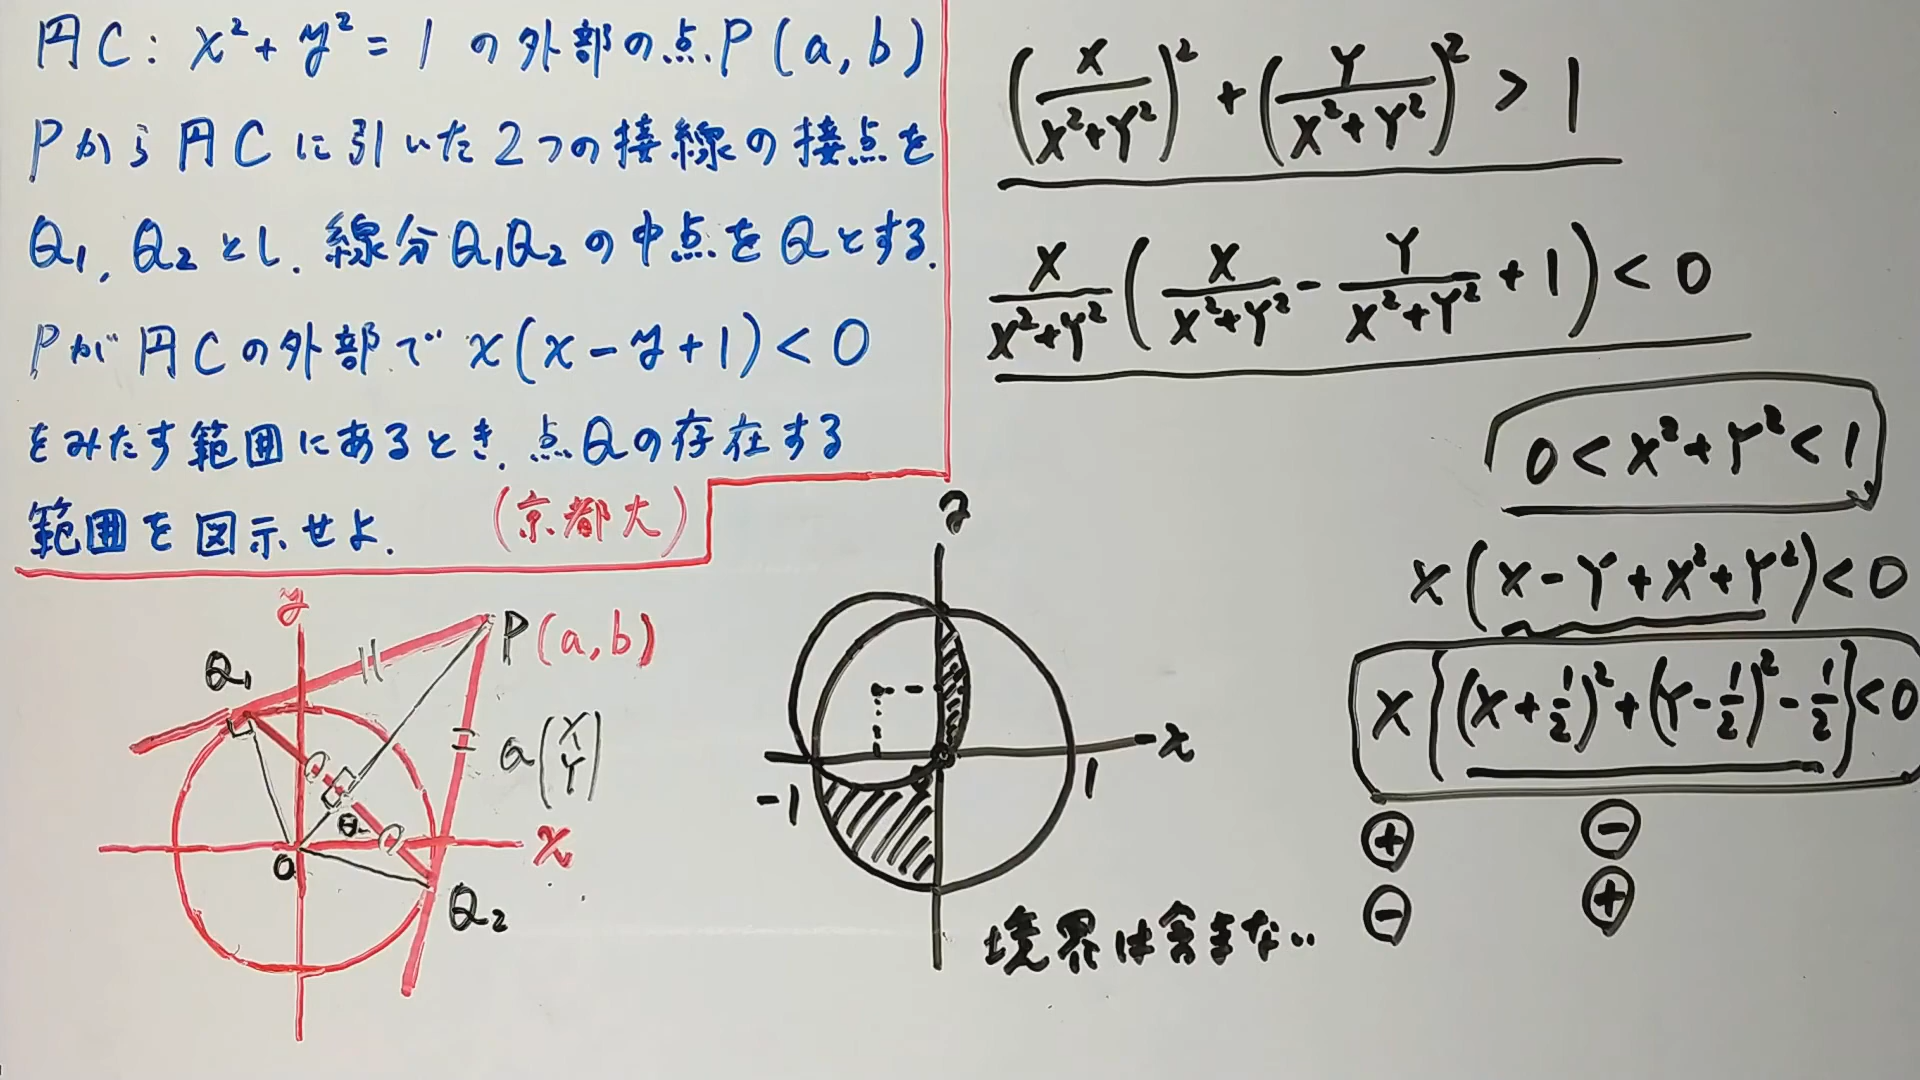 円C: x²+y²=1 の外部の点P(a,b)
Pから円Cに引いた2つの接線の接点を
Q₁, Q₂とし. 線分Q₁Q₂の中点をQとする.
Pが円Cの外部で x(x-y+1)<0
をみたす範囲にあるとき. 点Qの存在する
範囲を図示せよ. (京都大)
y
P(a,b)
Q₁
Q(X Y)
Q
O
x
Q₂
(X/(X²+Y²))²+(Y/(X²+Y²))²>1
X/(X²+Y²)(X/(X²+Y²)-Y/(X²+Y²)+1)<0
0<X²+Y²<1
X(X-Y+X²+Y²)<0
X{(X+1/2)²+(Y-1/2)²-1/2}<0
⊕ ⊖
⊖ ⊕
y
x
-1
1
境界は含まない